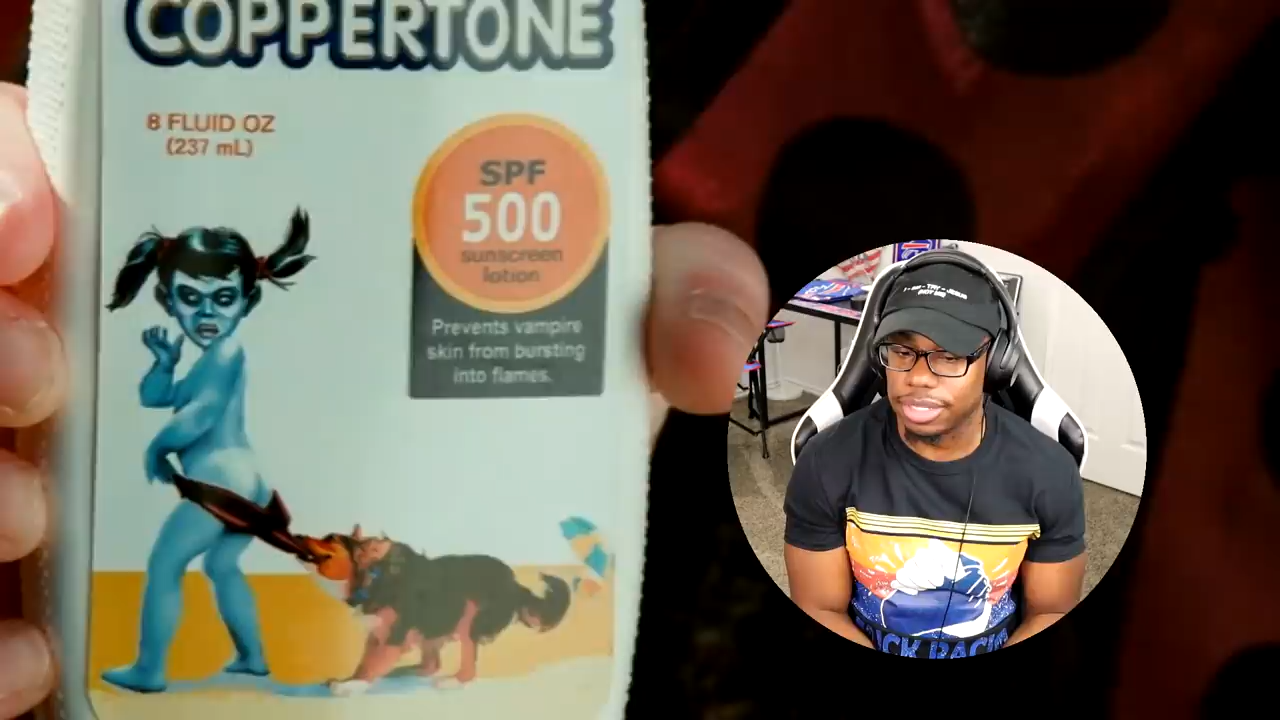 COPPERTONE
8 FLUID OZ
(237 mL)
SPF
500
sunscreen
lotion
Prevents vampire
skin from bursting
into flames.